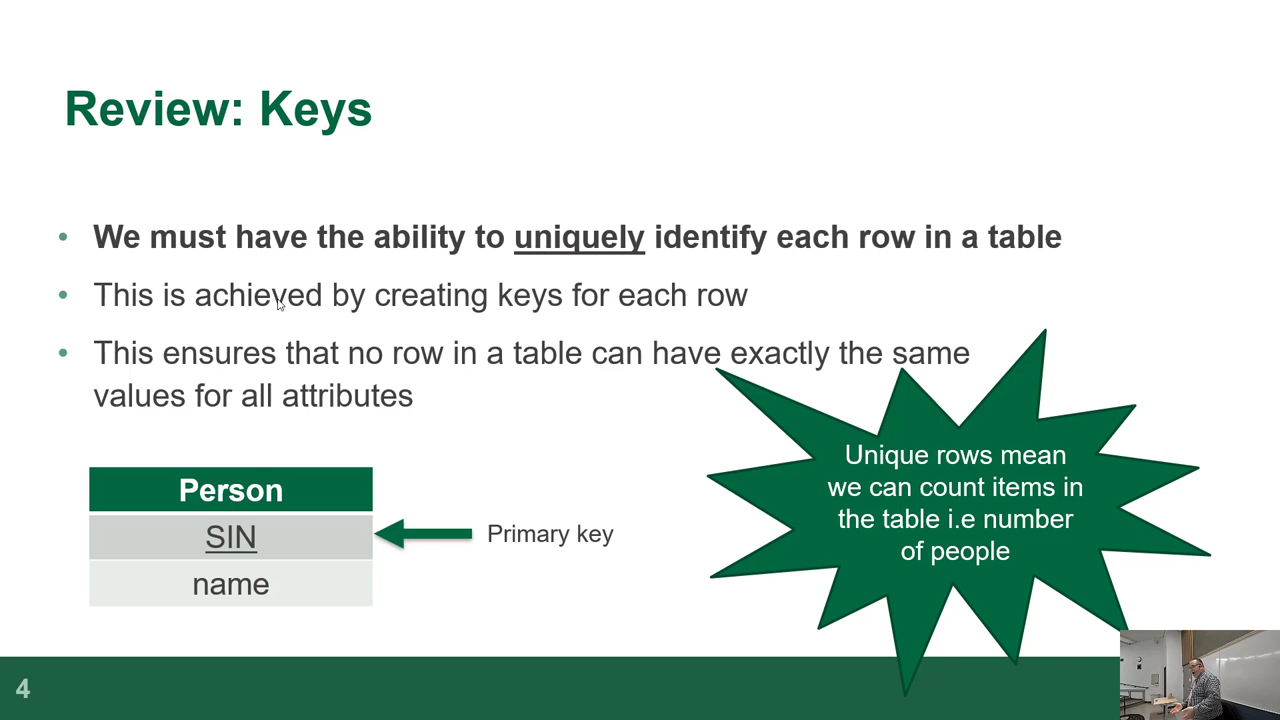 Review: Keys
We must have the ability to uniquely identify each row in a table
This is achieved by creating keys for each row
This ensures that no row in a table can have exactly the same
values for all attributes
Person
SIN
name
Primary key
Unique rows mean
we can count items in
the table i.e number
of people
4